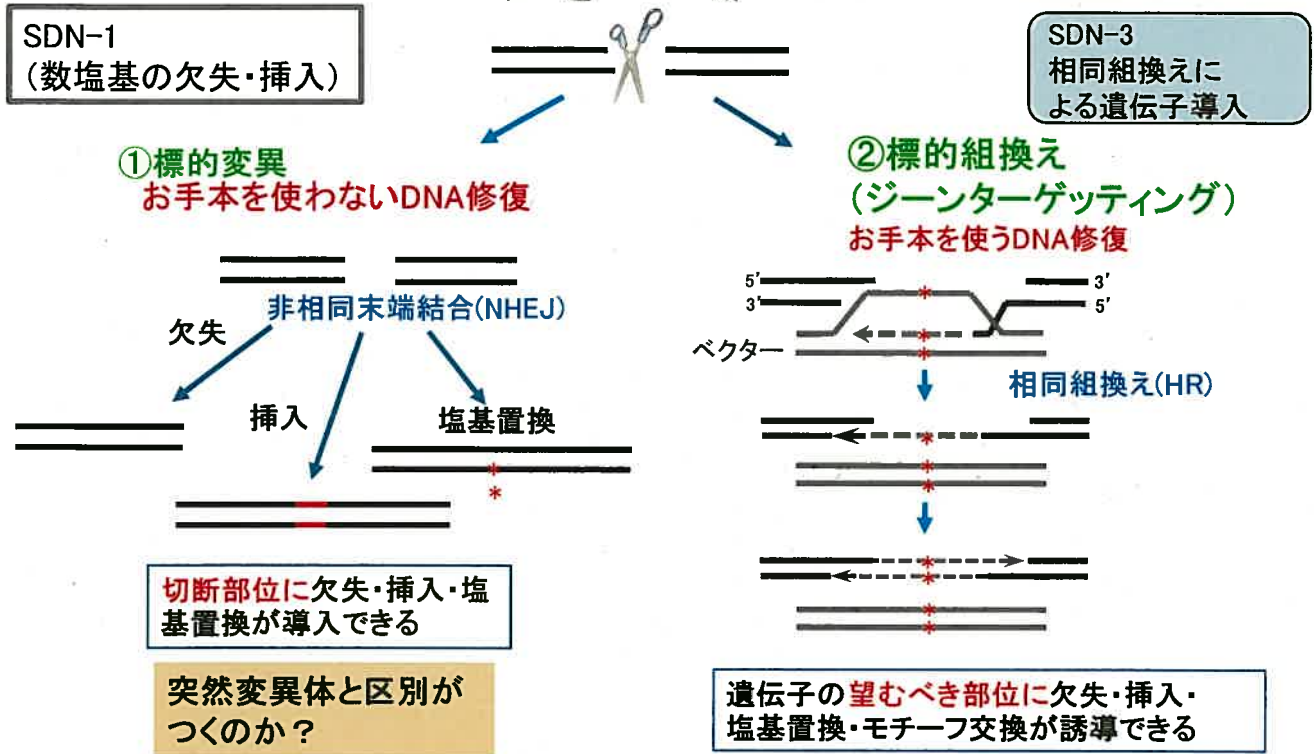 SDN-1
(数塩基の欠失・挿入)
SDN-3
相同組換えに
よる遺伝子導入
①標的変異
お手本を使わないDNA修復
非相同末端結合(NHEJ)
欠失
挿入
塩基置換
*
*
切断部位に欠失・挿入・塩
基置換が導入できる
突然変異体と区別が
つくのか?
②標的組換え
(ジーンターゲッティング)
お手本を使うDNA修復
5' * 3'
3' 5'
*
ベクター *
相同組換え(HR)
*
*
*
*
*
*
*
遺伝子の望むべき部位に欠失・挿入・
塩基置換・モチーフ交換が誘導できる